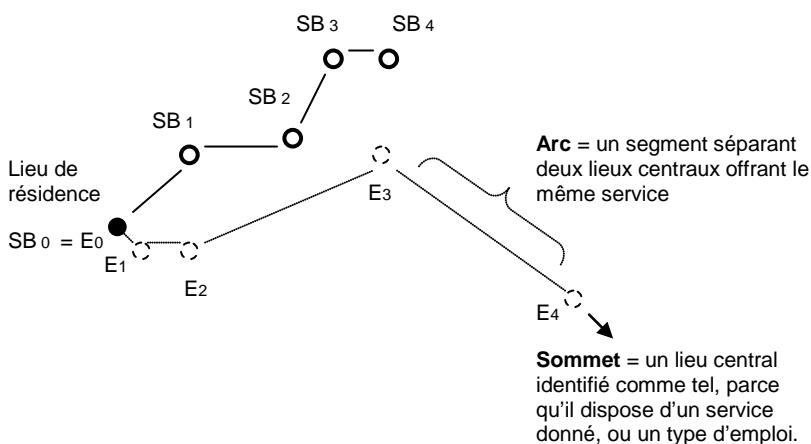 SB 3
SB 4
SB 2
SB 1
Lieu de
résidence
SB 0 = E0
E1
E2
E3
E4
Arc = un segment séparant
deux lieux centraux offrant le
même service
Sommet = un lieu central
identifié comme tel, parce
qu'il dispose d'un service
donné, ou un type d'emploi.